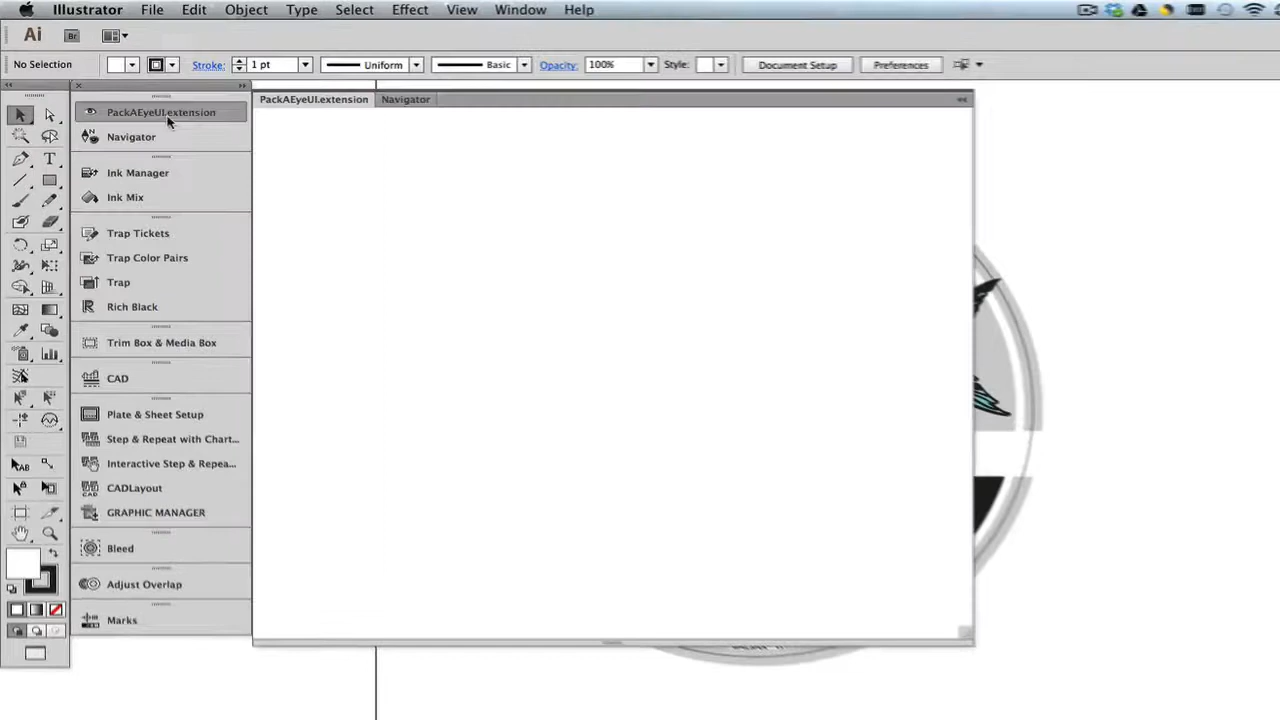 Illustrator File Edit Object Type Select Effect View Window Help
Ai Br
No Selection Stroke: 1 pt Uniform Basic Opacity: 100% Style: Document Setup Preferences
PackAEyeUI.extension
Navigator
Ink Manager
Ink Mix
Trap Tickets
Trap Color Pairs
Trap
Rich Black
Trim Box & Media Box
CAD
Plate & Sheet Setup
Step & Repeat with Chart...
Interactive Step & Repea...
CADLayout
GRAPHIC MANAGER
Bleed
Adjust Overlap
Marks
PackAEyeUI.extension Navigator